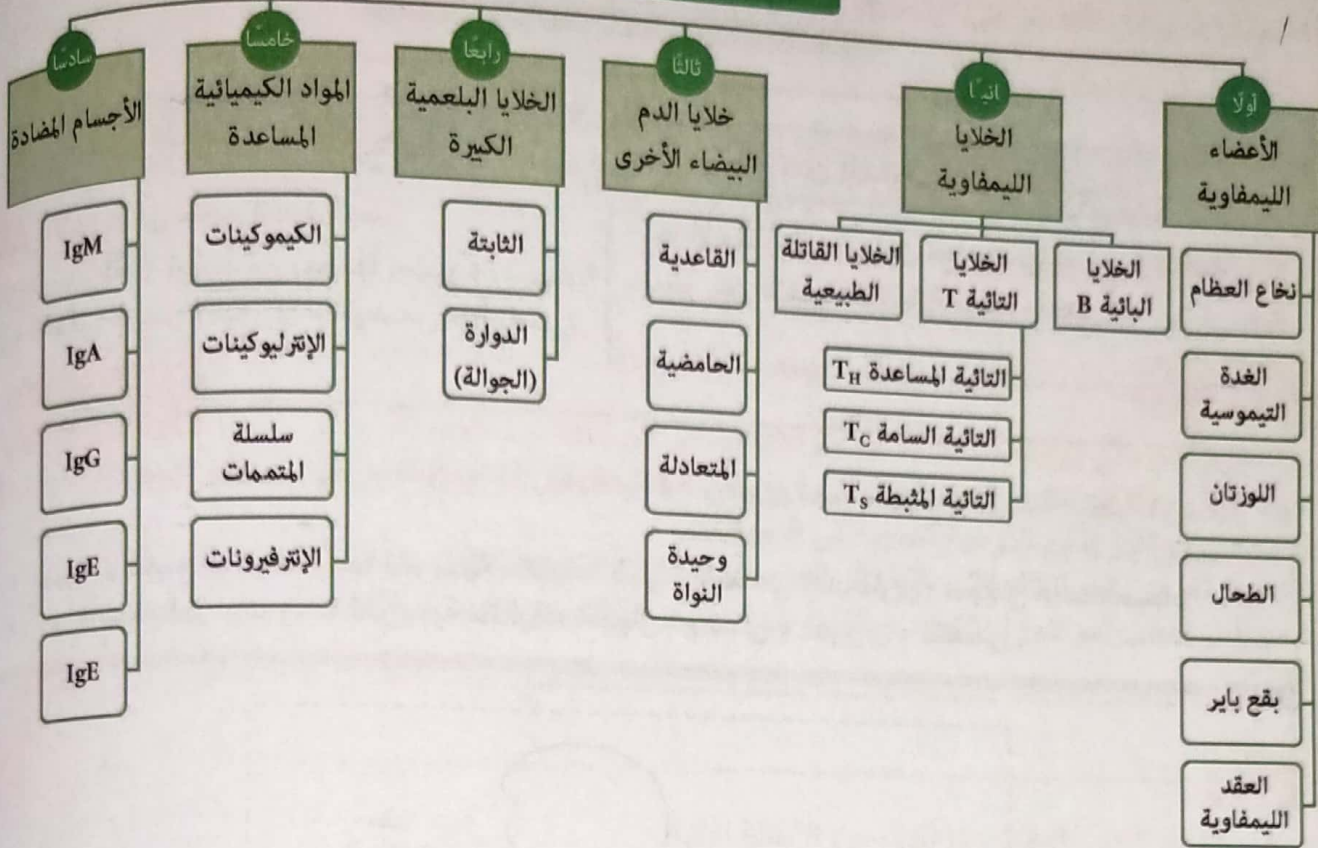 أولًا
الأعضاء
الليمفاوية
نخاع العظام
الغدة
التيموسية
اللوزتان
الطحال
بقع باير
العقد
الليمفاوية
ثانيًا
الخلايا
الليمفاوية
الخلايا
البائية B
الخلايا
التائية T
التائية المساعدة TH
التائية السامة TC
التائية المثبطة TS
الخلايا القاتلة
الطبيعية
ثالثًا
خلايا الدم
البيضاء الأخرى
القاعدية
الحامضية
المتعادلة
وحيدة
النواة
رابعًا
الخلايا البلعمية
الكبيرة
الثابتة
الدوارة
(الجوالة)
خامسًا
المواد الكيميائية
المساعدة
الكيموكينات
الإنترليوكينات
سلسلة
المتممات
الإنترفيرونات
سادسًا
الأجسام المضادة
IgM
IgA
IgG
IgE
IgE